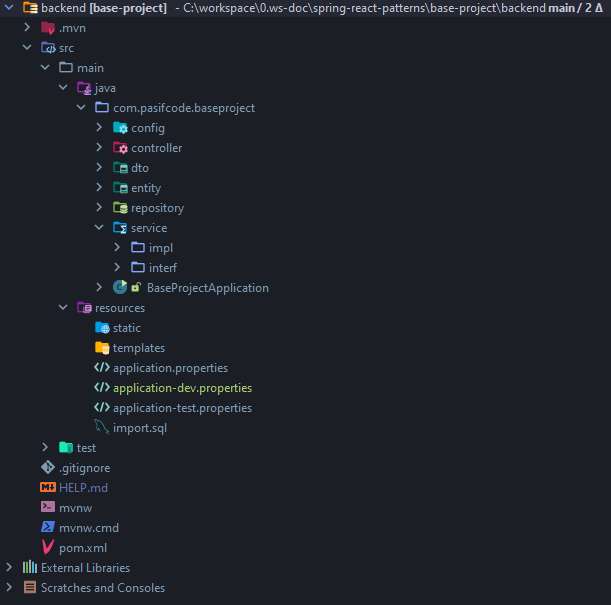 backend [base-project] - C:\workspace\0.ws-doc\spring-react-patterns\base-project\backend main / 2 Δ
.mvn
src
main
java
com.pasifcode.baseproject
config
controller
dto
entity
repository
service
impl
interf
BaseProjectApplication
resources
static
templates
application.properties
application-dev.properties
application-test.properties
import.sql
test
.gitignore
HELP.md
mvnw
mvnw.cmd
pom.xml
External Libraries
Scratches and Consoles